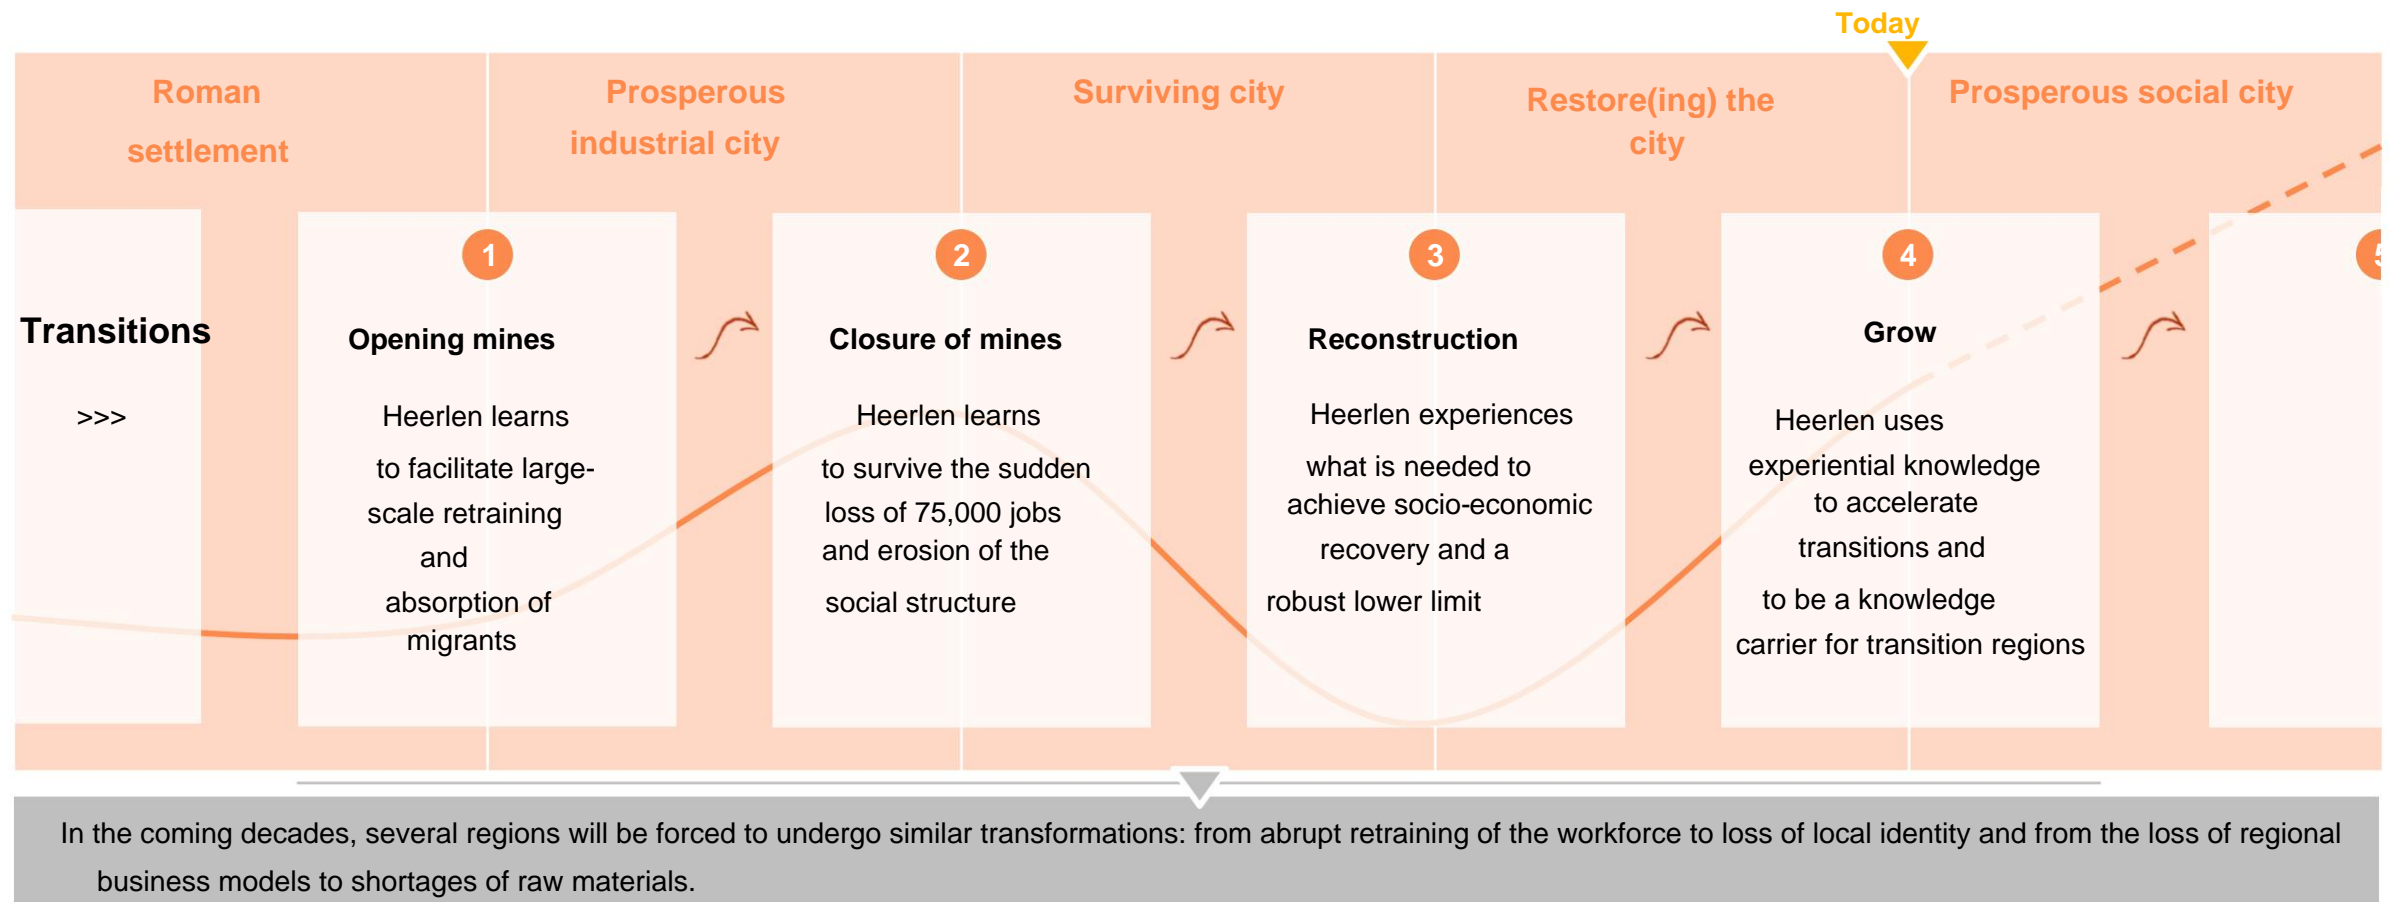 Today
Roman
settlement
Prosperous
industrial city
Surviving city
Restore(ing) the
city
Prosperous social city
Transitions
>>>
1
Opening mines
Heerlen learns
to facilitate large-
scale retraining
and
absorption of
migrants
2
Closure of mines
Heerlen learns
to survive the sudden
loss of 75,000 jobs
and erosion of the
social structure
3
Reconstruction
Heerlen experiences
what is needed to
achieve socio-economic
recovery and a
robust lower limit
4
Grow
Heerlen uses
experiential knowledge
to accelerate
transitions and
to be a knowledge
carrier for transition regions
5
In the coming decades, several regions will be forced to undergo similar transformations: from abrupt retraining of the workforce to loss of local identity and from the loss of regional
business models to shortages of raw materials.